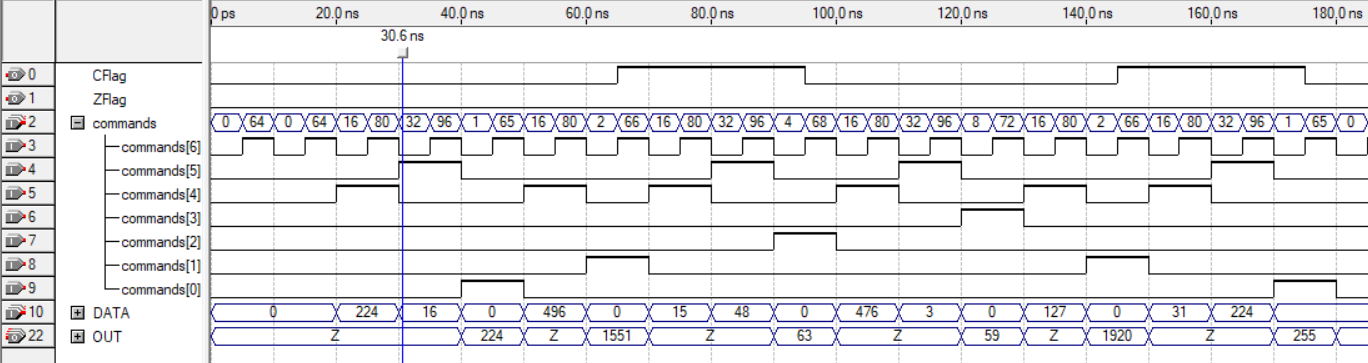 0 ps 20.0 ns 40.0 ns 60.0 ns 80.0 ns 100.0 ns 120.0 ns 140.0 ns 160.0 ns 180.0 ns
30.6 ns
0 CFlag
1 ZFlag
2 commands 0 64 0 64 16 80 32 96 1 65 16 80 2 66 16 80 32 96 4 68 16 80 32 96 8 72 16 80 2 66 16 80 32 96 1 65 0
3 commands[6]
4 commands[5]
5 commands[4]
6 commands[3]
7 commands[2]
8 commands[1]
9 commands[0]
10 DATA 0 224 16 0 496 0 15 48 0 476 3 0 127 0 31 224
22 OUT Z 224 Z 1551 Z 63 Z 59 Z 1920 Z 255